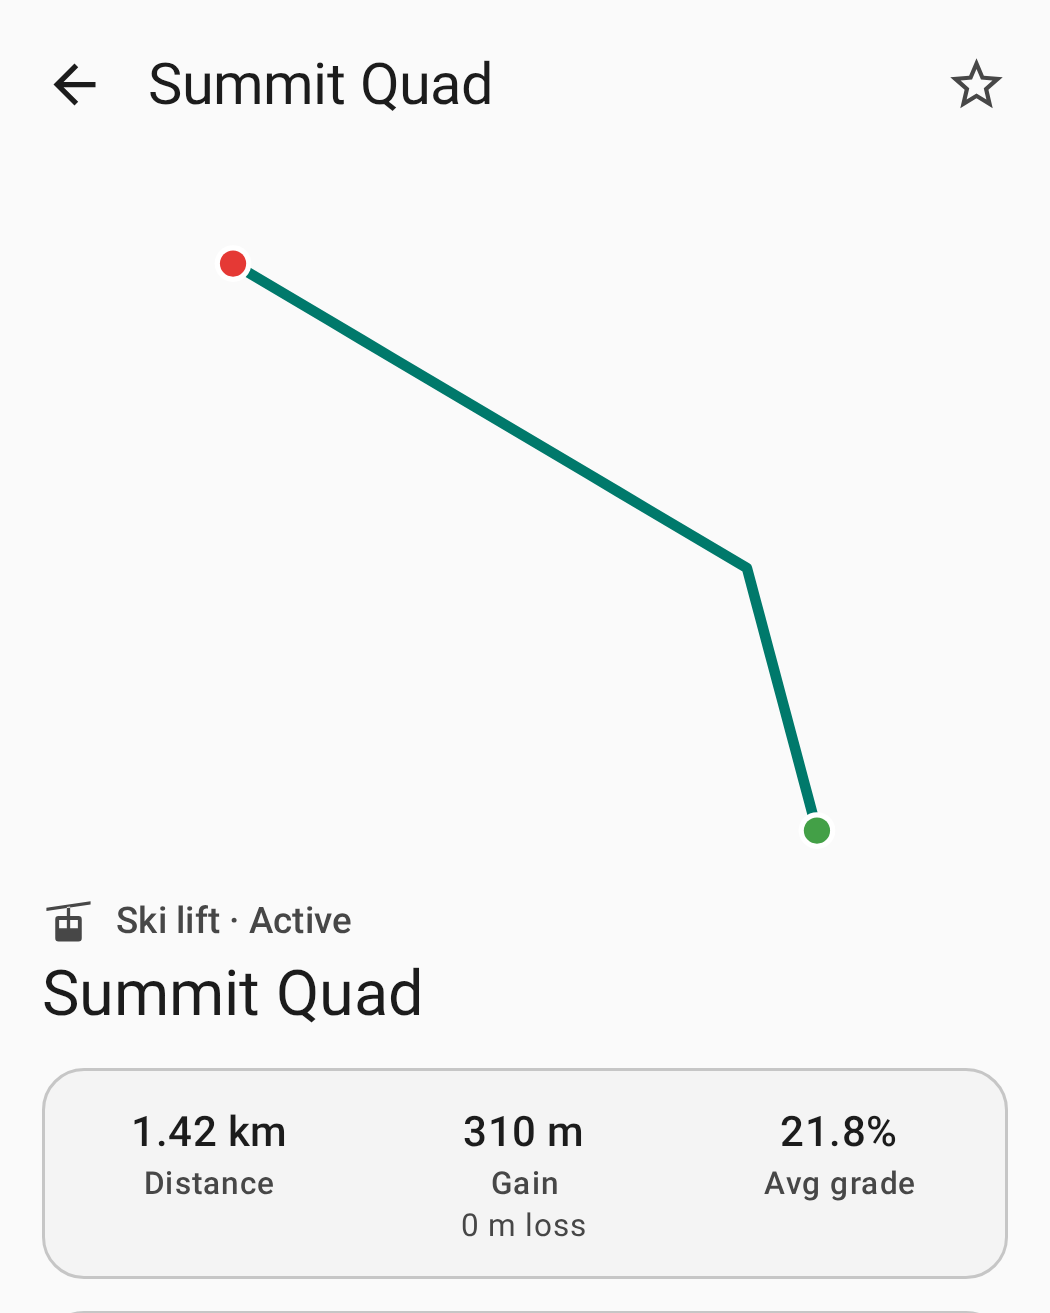 Summit Quad
Ski lift · Active
Summit Quad
1.42 km 310 m 21.8%
Distance Gain Avg grade
0 m loss